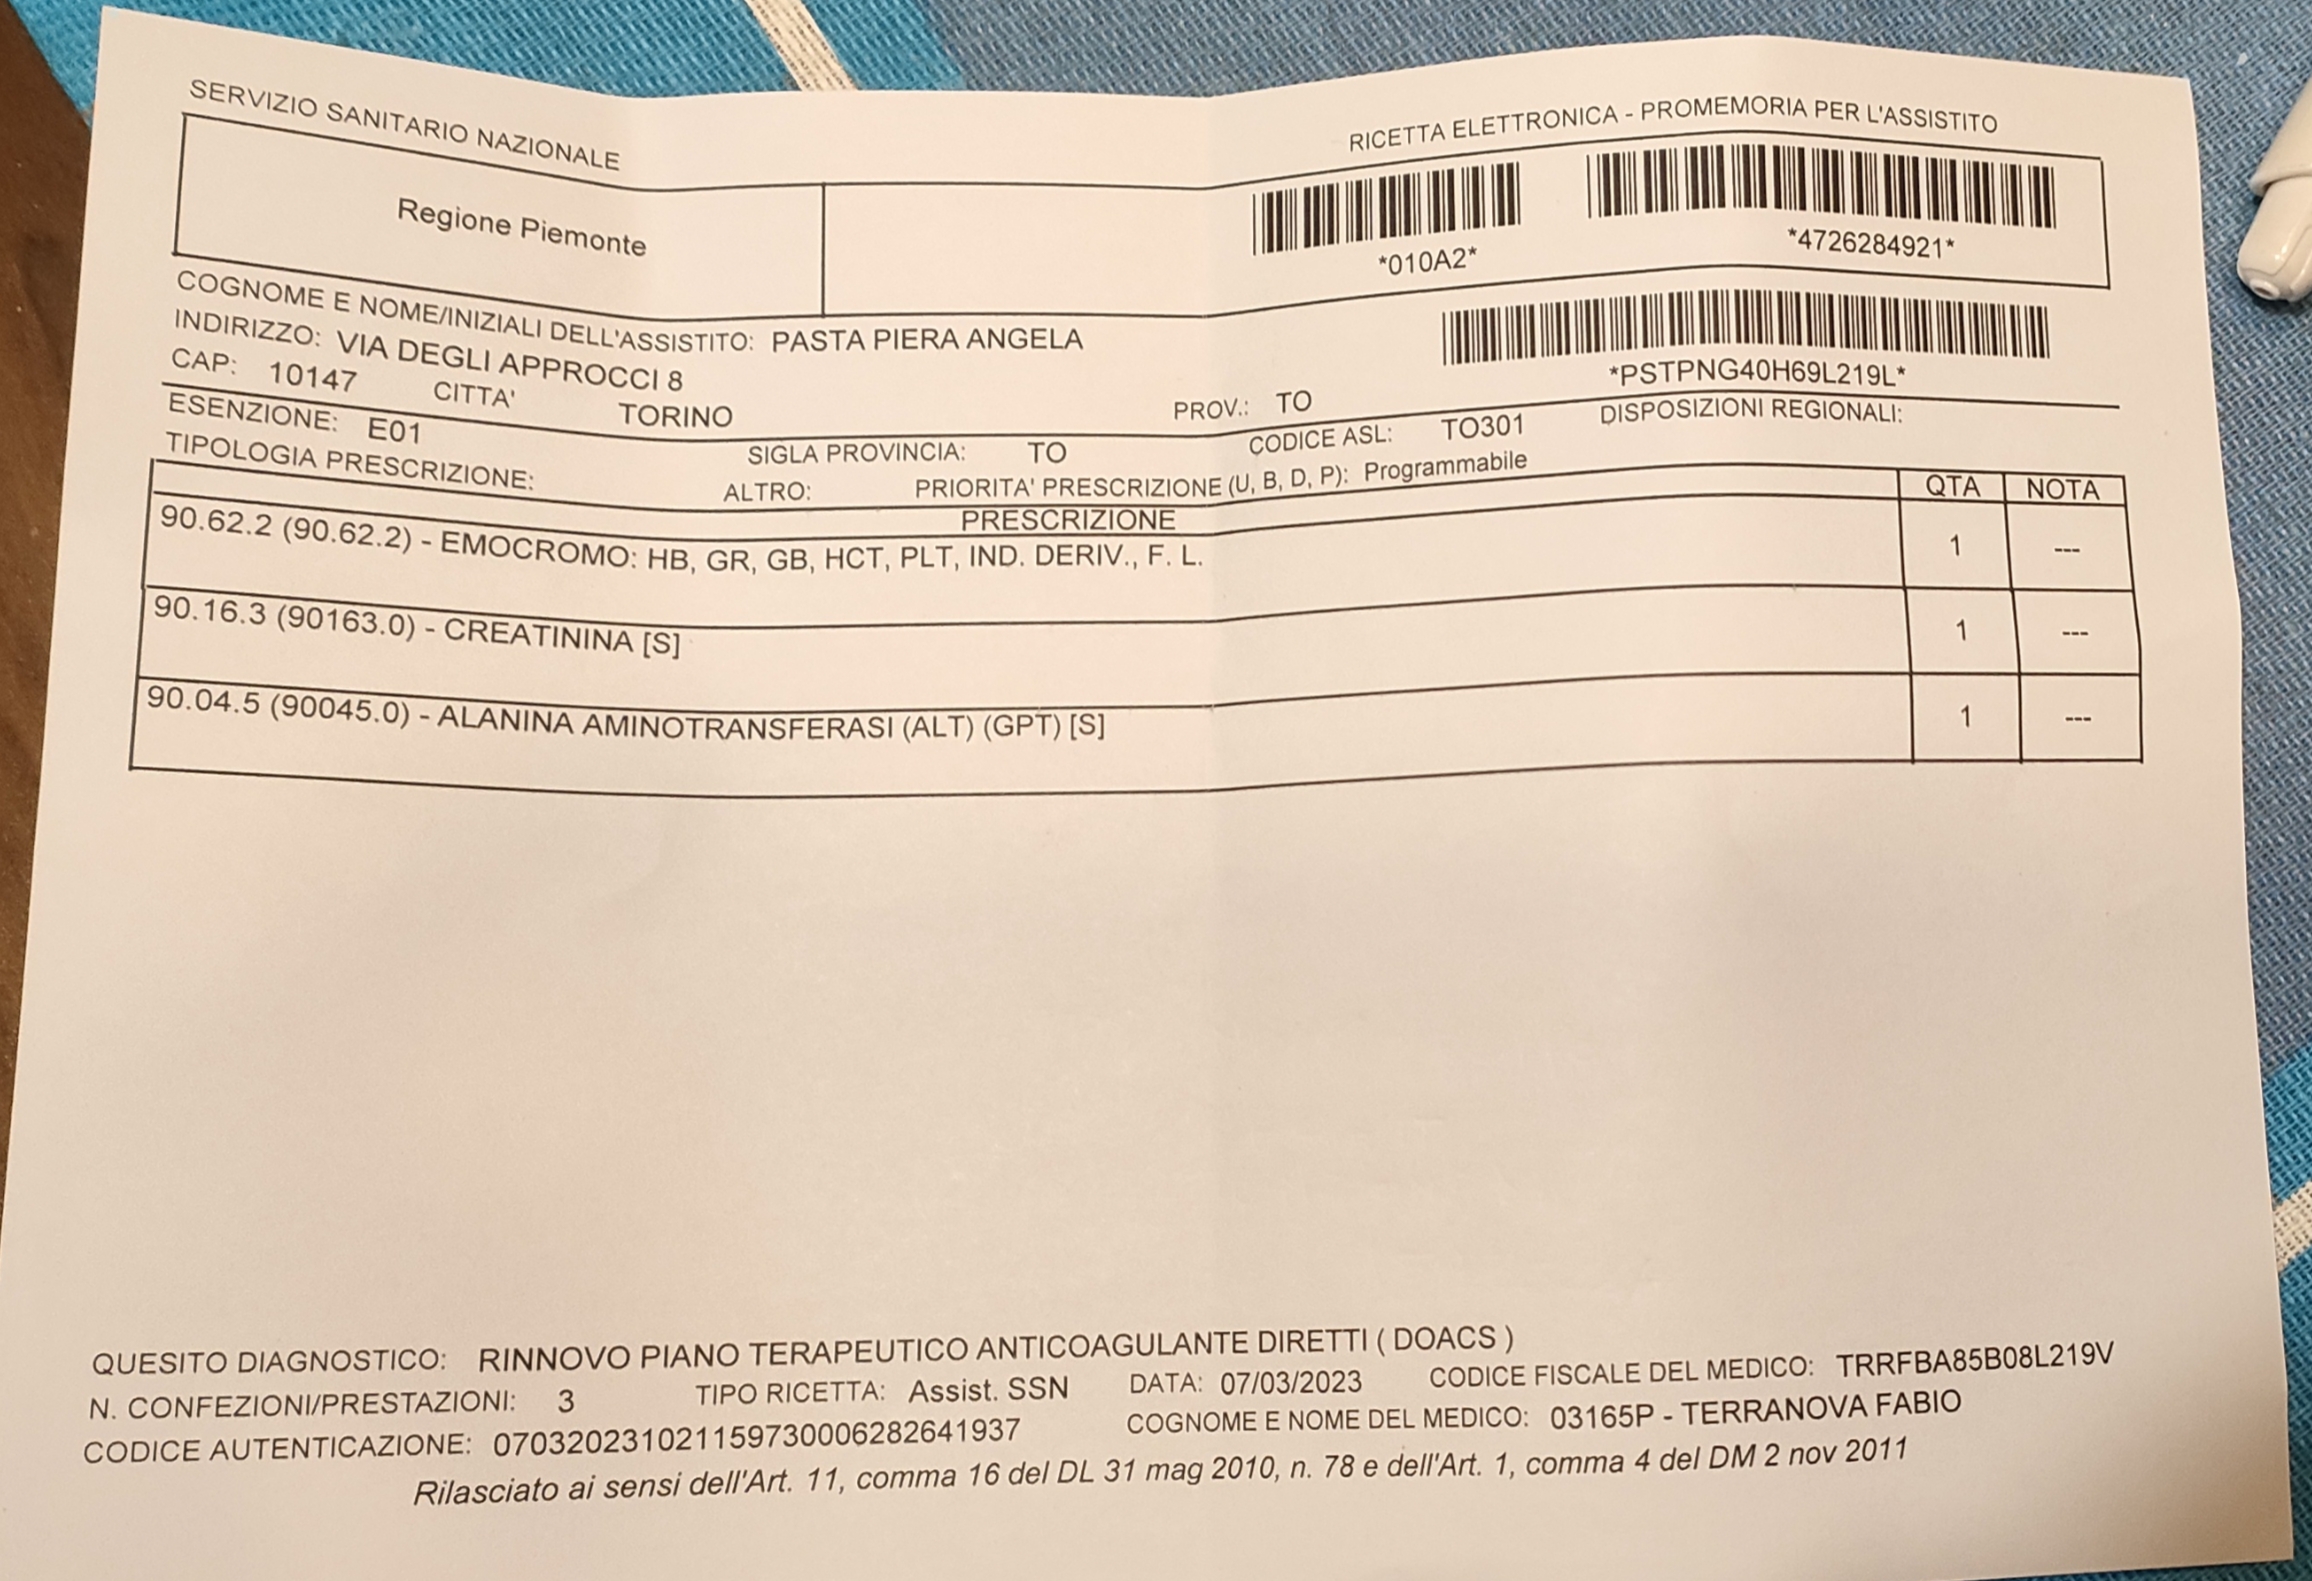 SERVIZIO SANITARIO NAZIONALE
RICETTA ELETTRONICA - PROMEMORIA PER L'ASSISTITO
Regione Piemonte
*010A2*
*4726284921*
COGNOME E NOME/INIZIALI DELL'ASSISTITO: PASTA PIERA ANGELA
*PSTPNG40H69L219L*
INDIRIZZO: VIA DEGLI APPROCCI 8
CAP: 10147 CITTA' TORINO PROV.: TO
ESENZIONE: E01 SIGLA PROVINCIA: TO CODICE ASL: TO301 DISPOSIZIONI REGIONALI:
TIPOLOGIA PRESCRIZIONE: ALTRO: PRIORITA' PRESCRIZIONE (U, B, D, P): Programmabile
PRESCRIZIONE QTA NOTA
90.62.2 (90.62.2) - EMOCROMO: HB, GR, GB, HCT, PLT, IND. DERIV., F. L. 1 ---
90.16.3 (90163.0) - CREATININA [S] 1 ---
90.04.5 (90045.0) - ALANINA AMINOTRANSFERASI (ALT) (GPT) [S] 1 ---
QUESITO DIAGNOSTICO: RINNOVO PIANO TERAPEUTICO ANTICOAGULANTE DIRETTI ( DOACS )
N. CONFEZIONI/PRESTAZIONI: 3 TIPO RICETTA: Assist. SSN DATA: 07/03/2023 CODICE FISCALE DEL MEDICO: TRRFBA85B08L219V
CODICE AUTENTICAZIONE: 070320231021159730006282641937 COGNOME E NOME DEL MEDICO: 03165P - TERRANOVA FABIO
Rilasciato ai sensi dell'Art. 11, comma 16 del DL 31 mag 2010, n. 78 e dell'Art. 1, comma 4 del DM 2 nov 2011